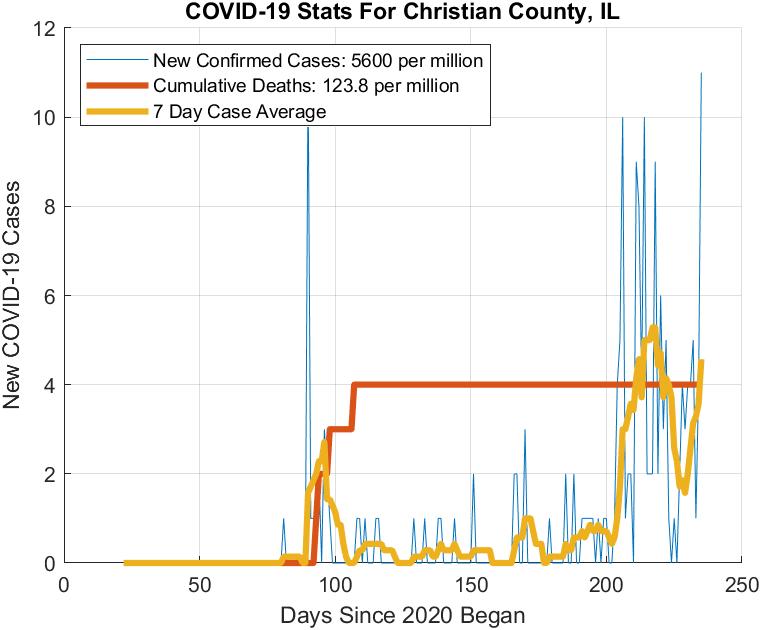 COVID-19 Stats For Christian County, IL
New Confirmed Cases: 5600 per million
Cumulative Deaths: 123.8 per million
7 Day Case Average
New COVID-19 Cases
12
10
8
6
4
2
0
0 50 100 150 200 250
Days Since 2020 Began